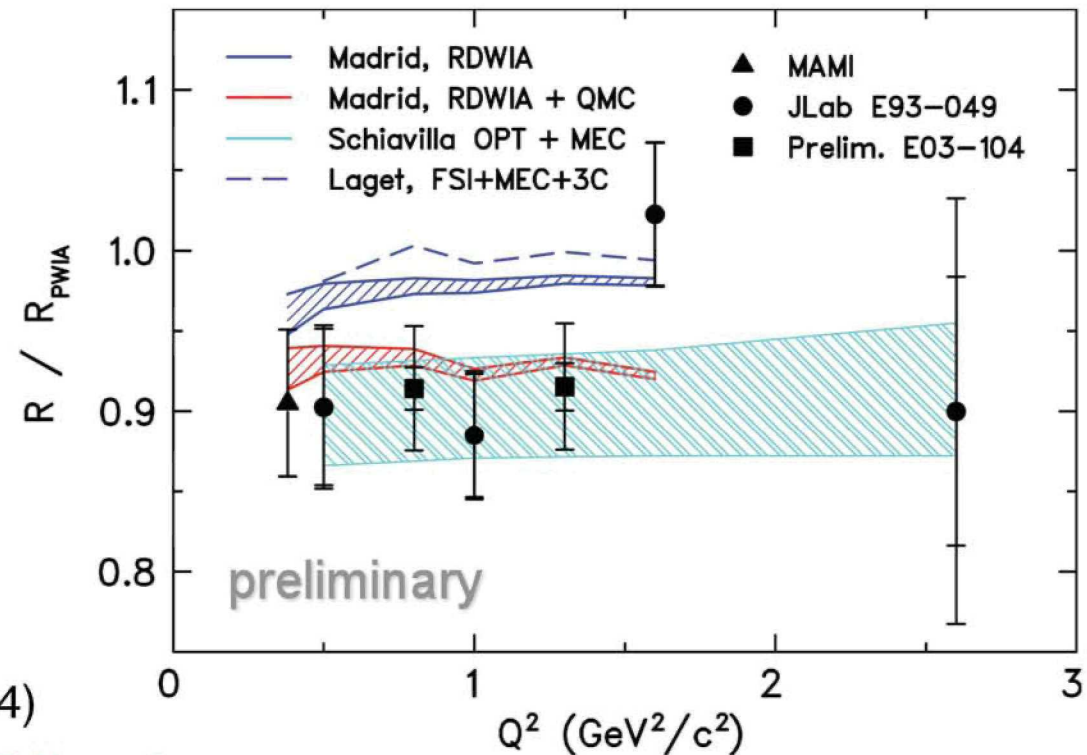 Madrid, RDWIA
Madrid, RDWIA + QMC
Schiavilla OPT + MEC
Laget, FSI+MEC+3C
MAMI
JLab E93-049
Prelim. E03-104
1.1
1.0
0.9
0.8
R / R_PWIA
preliminary
0
1
2
3
Q² (GeV²/c²)
4)